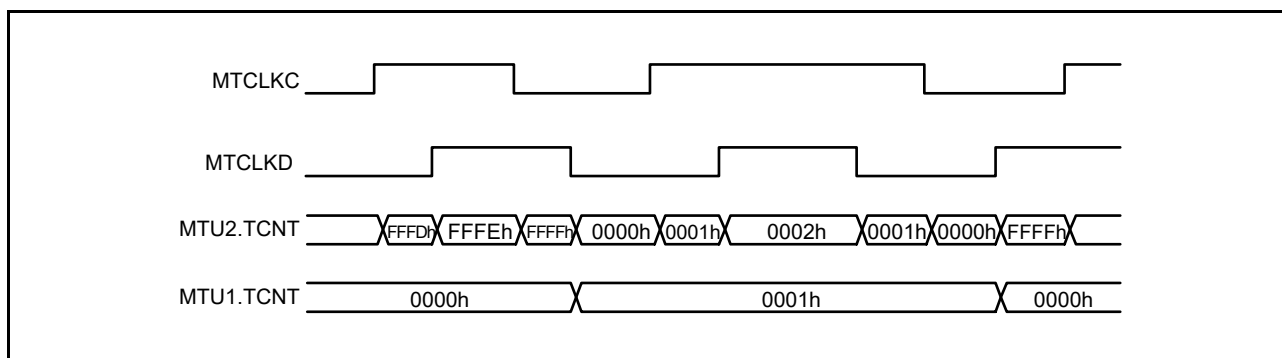 MTCLKC
MTCLKD
MTU2.TCNT FFFDh FFFEh FFFFh 0000h 0001h 0002h 0001h 0000h FFFFh
MTU1.TCNT 0000h 0001h 0000h